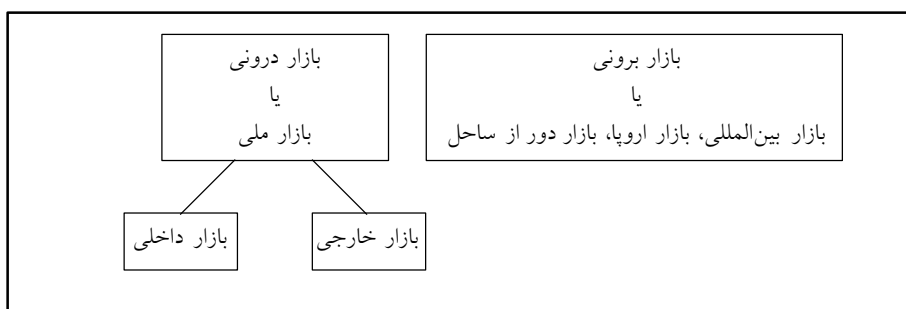 بازار برونی
یا
بازار بین‌المللی، بازار اروپا، بازار دور از ساحل
بازار درونی
یا
بازار ملی
بازار خارجی
بازار داخلی